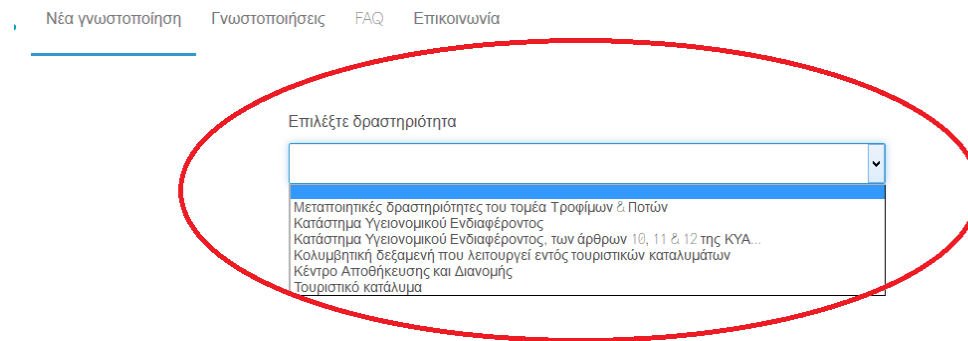 Νέα γνωστοποίηση Γνωστοποιήσεις FAQ Επικοινωνία
Επιλέξτε δραστηριότητα
Μεταποιητικές δραστηριότητες του τομέα Τροφίμων & Ποτών
Κατάστημα Υγειονομικού Ενδιαφέροντος
Κατάστημα Υγειονομικού Ενδιαφέροντος, των άρθρων 10, 11 & 12 της ΚΥΑ...
Κολυμβητική δεξαμενή που λειτουργεί εντός τουριστικών καταλυμάτων
Κέντρο Αποθήκευσης και Διανομής
Τουριστικό κατάλυμα